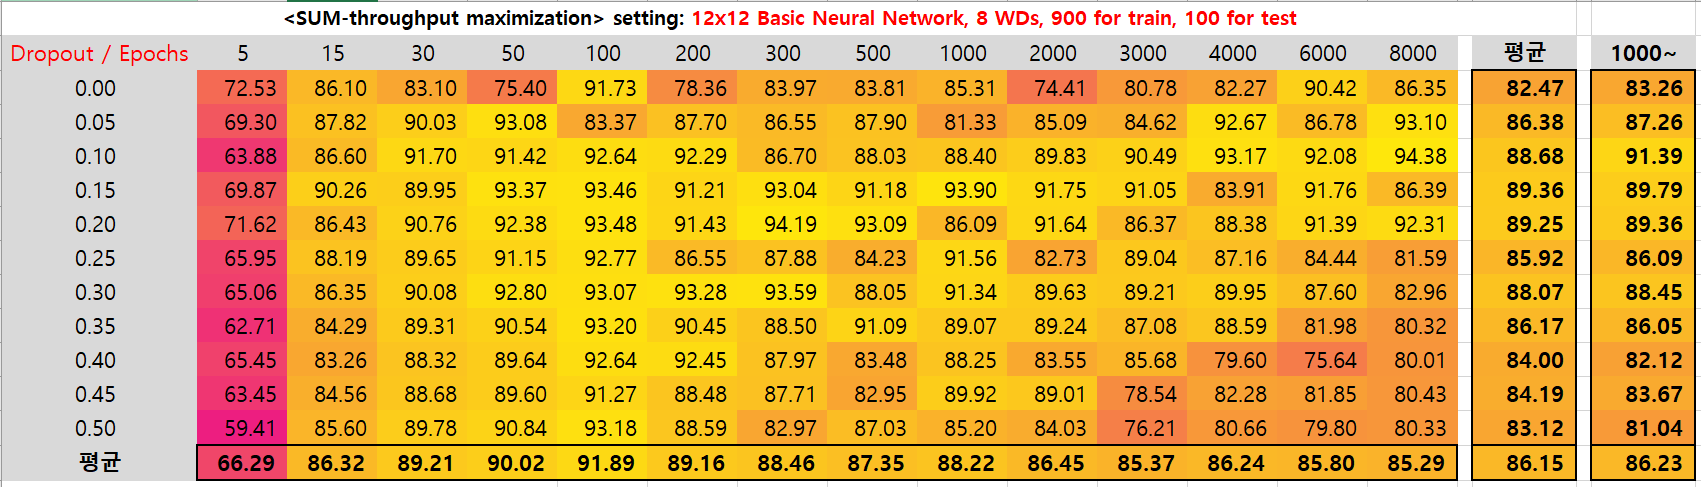 <SUM-throughput maximization> setting: 12x12 Basic Neural Network, 8 WDs, 900 for train, 100 for test
Dropout / Epochs 5 15 30 50 100 200 300 500 1000 2000 3000 4000 6000 8000 평균 1000~
0.00 72.53 86.10 83.10 75.40 91.73 78.36 83.97 83.81 85.31 74.41 80.78 82.27 90.42 86.35 82.47 83.26
0.05 69.30 87.82 90.03 93.08 83.37 87.70 86.55 87.90 81.33 85.09 84.62 92.67 86.78 93.10 86.38 87.26
0.10 63.88 86.60 91.70 91.42 92.64 92.29 86.70 88.03 88.40 89.83 90.49 93.17 92.08 94.38 88.68 91.39
0.15 69.87 90.26 89.95 93.37 93.46 91.21 93.04 91.18 93.90 91.75 91.05 83.91 91.76 86.39 89.36 89.79
0.20 71.62 86.43 90.76 92.38 93.48 91.43 94.19 93.09 86.09 91.64 86.37 88.38 91.39 92.31 89.25 89.36
0.25 65.95 88.19 89.65 91.15 92.77 86.55 87.88 84.23 91.56 82.73 89.04 87.16 84.44 81.59 85.92 86.09
0.30 65.06 86.35 90.08 92.80 93.07 93.28 93.59 88.05 91.34 89.63 89.21 89.95 87.60 82.96 88.07 88.45
0.35 62.71 84.29 89.31 90.54 93.20 90.45 88.50 91.09 89.07 89.24 87.08 88.59 81.98 80.32 86.17 86.05
0.40 65.45 83.26 88.32 89.64 92.64 92.45 87.97 83.48 88.25 83.55 85.68 79.60 75.64 80.01 84.00 82.12
0.45 63.45 84.56 88.68 89.60 91.27 88.48 87.71 82.95 89.92 89.01 78.54 82.28 81.85 80.43 84.19 83.67
0.50 59.41 85.60 89.78 90.84 93.18 88.59 82.97 87.03 85.20 84.03 76.21 80.66 79.80 80.33 83.12 81.04
평균 66.29 86.32 89.21 90.02 91.89 89.16 88.46 87.35 88.22 86.45 85.37 86.24 85.80 85.29 86.15 86.23